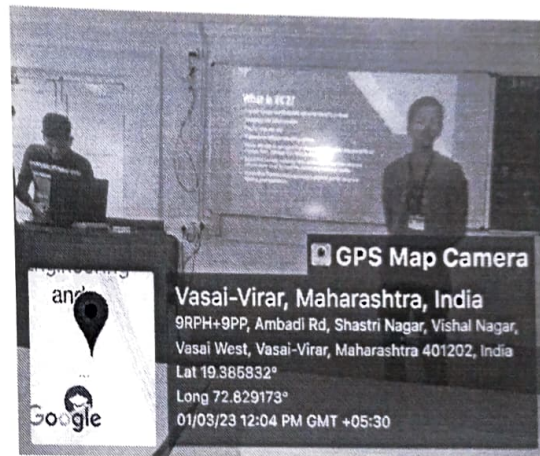 What is EC2?
GPS Map Camera
Engineering
and
...
Google
Vasai-Virar, Maharashtra, India
9RPH+9PP, Ambadi Rd, Shastri Nagar, Vishal Nagar,
Vasai West, Vasai-Virar, Maharashtra 401202, India
Lat 19.385832°
Long 72.829173°
01/03/23 12:04 PM GMT +05:30